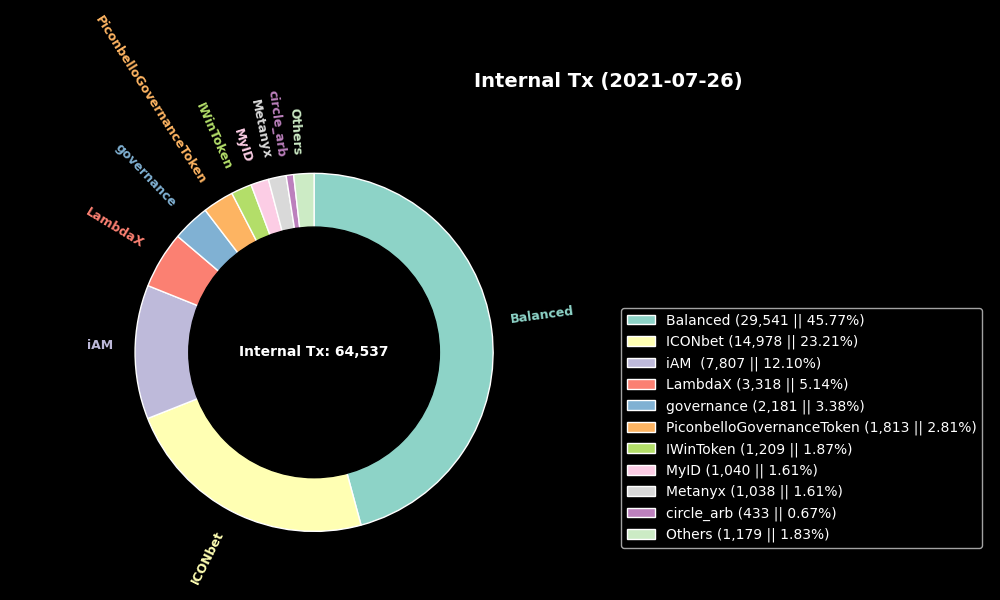 Internal Tx (2021-07-26)
PiconbelloGovernanceToken
IWinToken
MyID
Metanyx
circle_arb
Others
governance
LambdaX
iAM
ICONbet
Balanced
Internal Tx: 64,537
Balanced (29,541 || 45.77%)
ICONbet (14,978 || 23.21%)
iAM  (7,807 || 12.10%)
LambdaX (3,318 || 5.14%)
governance (2,181 || 3.38%)
PiconbelloGovernanceToken (1,813 || 2.81%)
IWinToken (1,209 || 1.87%)
MyID (1,040 || 1.61%)
Metanyx (1,038 || 1.61%)
circle_arb (433 || 0.67%)
Others (1,179 || 1.83%)